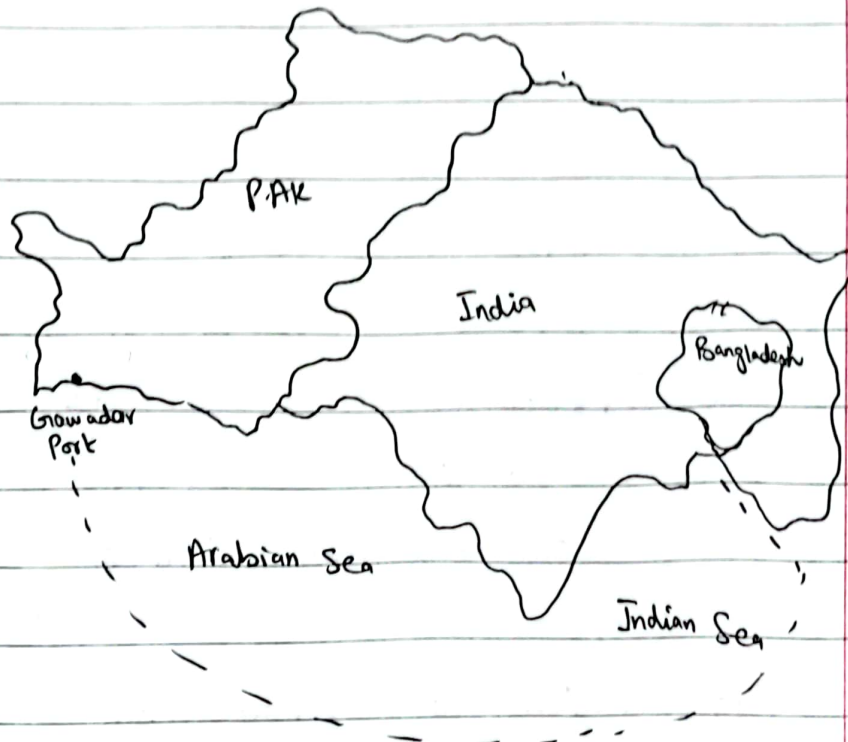 P.AK
India
Bangladesh
Gowadar
Port
Arabian Sea
Indian Sea